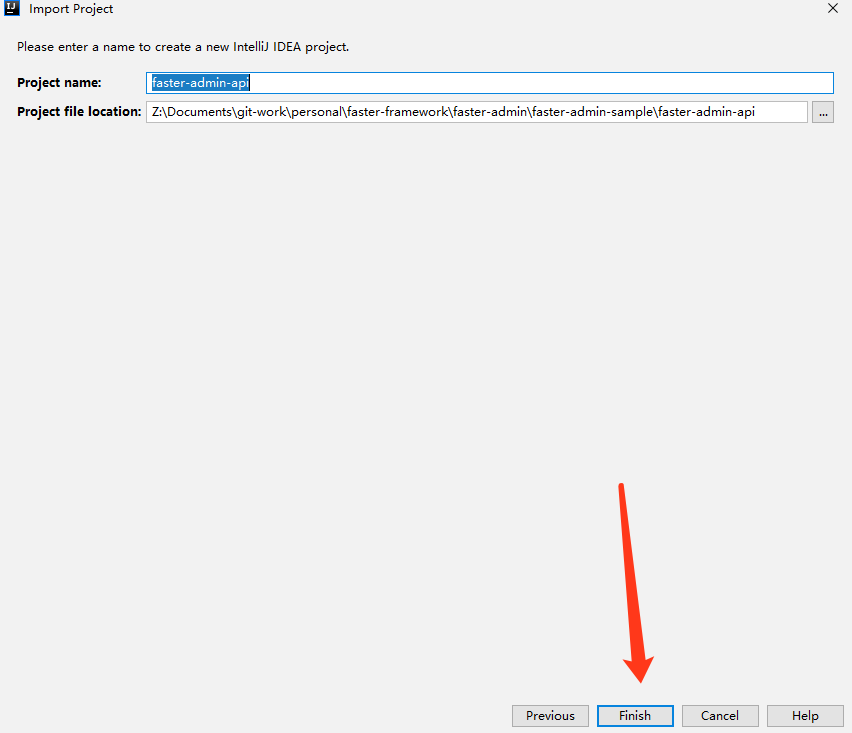 IJ
Import Project
Please enter a name to create a new IntelliJ IDEA project.
Project name: faster-admin-api
Project file location: Z:\Documents\git-work\personal\faster-framework\faster-admin\faster-admin-sample\faster-admin-api ...
Previous Finish Cancel Help